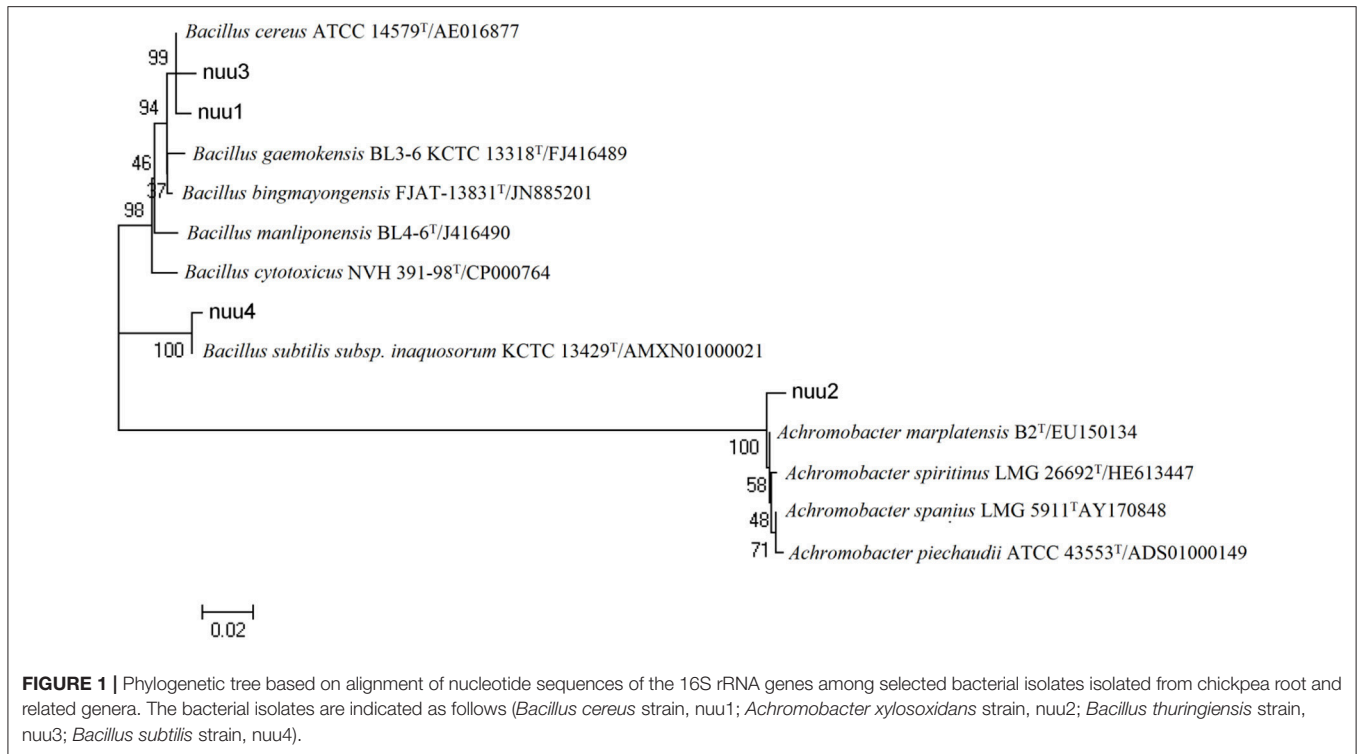 Bacillus cereus ATCC 14579ᵀ/AE016877
99
nuu3
94
nuu1
Bacillus gaemokensis BL3-6 KCTC 13318ᵀ/FJ416489
46
37
Bacillus bingmayongensis FJAT-13831ᵀ/JN885201
98
Bacillus manliponensis BL4-6ᵀ/J416490
Bacillus cytotoxicus NVH 391-98ᵀ/CP000764
nuu4
100
Bacillus subtilis subsp. inaquosorum KCTC 13429ᵀ/AMXN01000021
nuu2
Achromobacter marplatensis B2ᵀ/EU150134
100
Achromobacter spiritinus LMG 26692ᵀ/HE613447
58
Achromobacter spanius LMG 5911ᵀAY170848
48
71
Achromobacter piechaudii ATCC 43553ᵀ/ADS01000149
0.02
FIGURE 1 | Phylogenetic tree based on alignment of nucleotide sequences of the 16S rRNA genes among selected bacterial isolates isolated from chickpea root and
related genera. The bacterial isolates are indicated as follows (Bacillus cereus strain, nuu1; Achromobacter xylosoxidans strain, nuu2; Bacillus thuringiensis strain,
nuu3; Bacillus subtilis strain, nuu4).